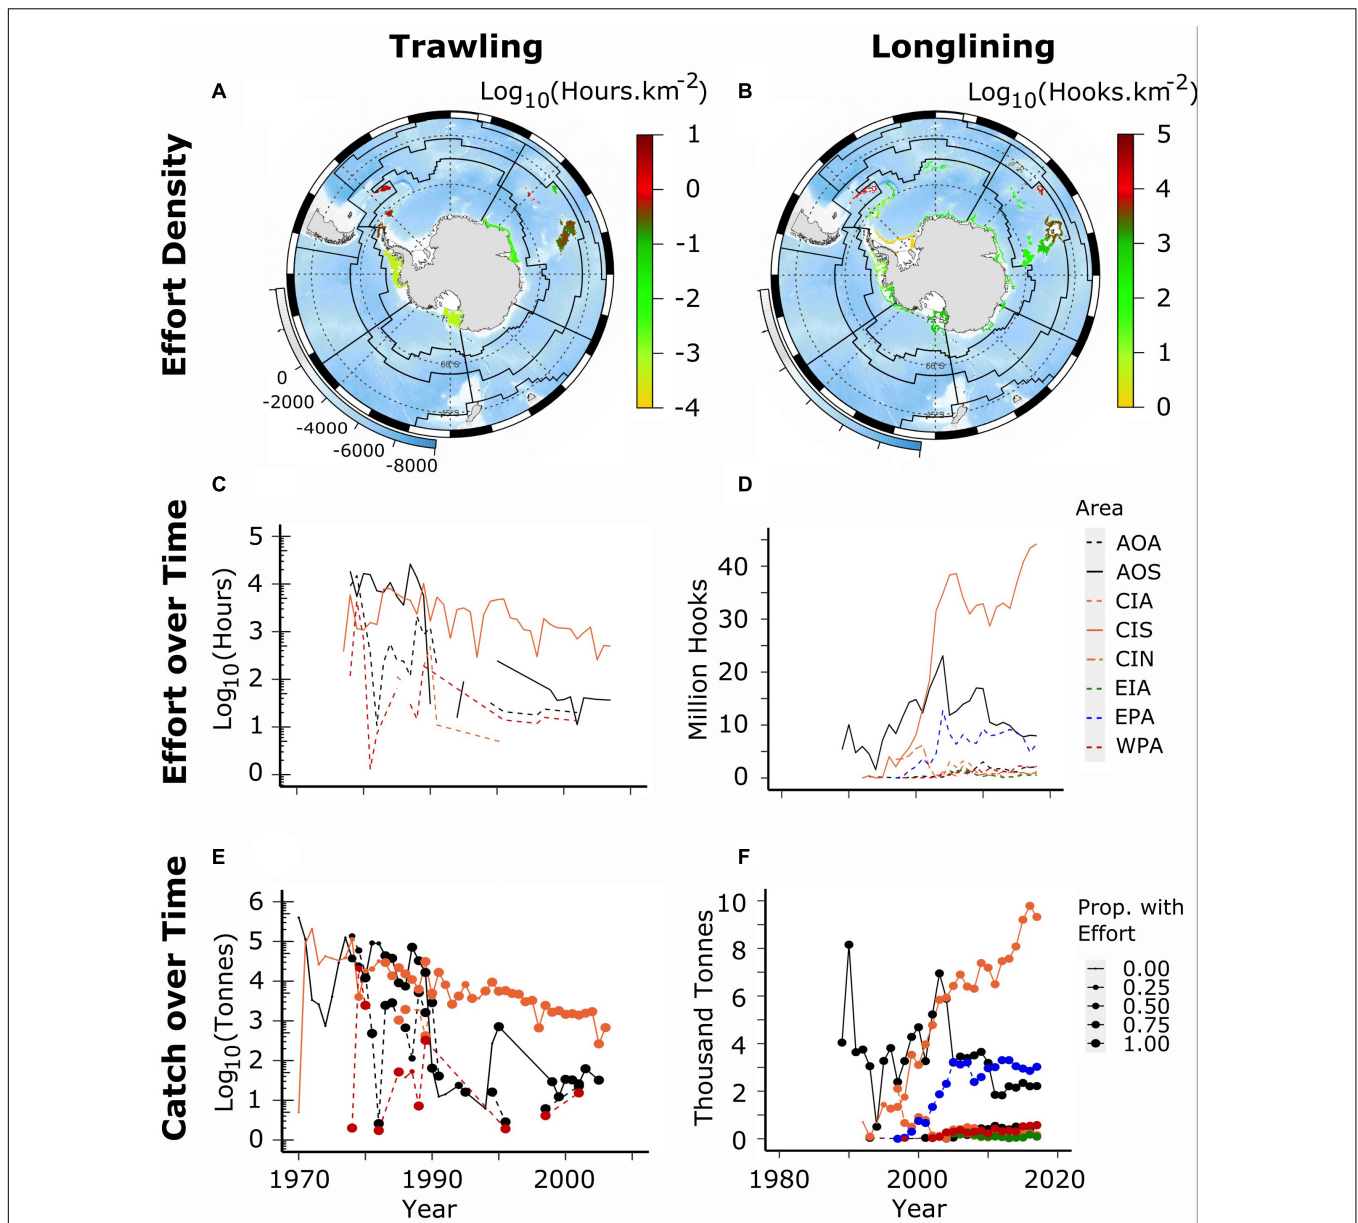 Trawling
Longlining
A
Log10(Hours.km-2)
B
Log10(Hooks.km-2)
Effort Density
1
0
-1
-2
-3
-4
5
4
3
2
1
0
60°S
45°S
60°S
45°S
0
-2000
-4000
-6000
-8000
C
D
Effort over Time
Log10(Hours)
5
4
3
2
1
0
Million Hooks
40
30
20
10
0
Area
AOA
AOS
CIA
CIS
CIN
EIA
EPA
WPA
E
F
Catch over Time
Log10(Tonnes)
6
5
4
3
2
1
0
1970
1990
2000
Year
Thousand Tonnes
10
8
6
4
2
0
1980
2000
2020
Year
Prop. with
Effort
0.00
0.25
0.50
0.75
1.00